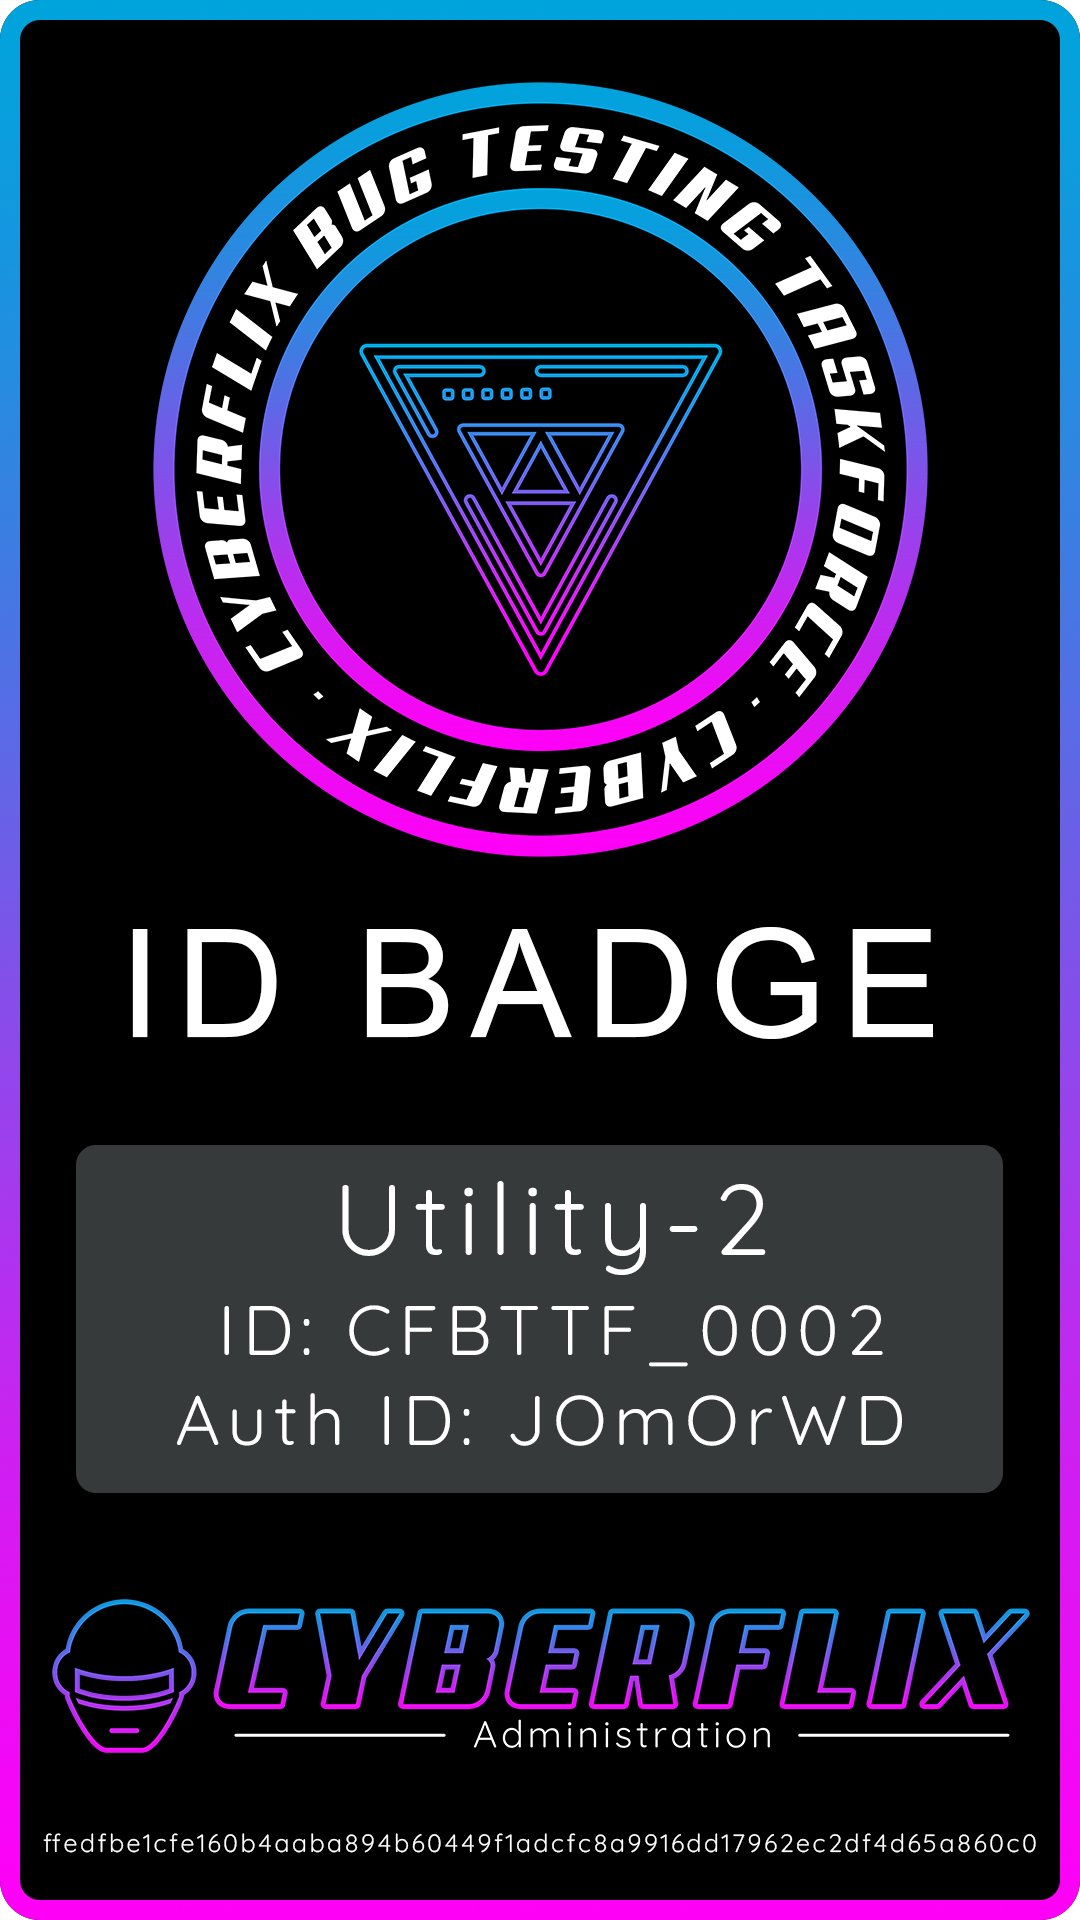 CYBERFLIX BUG TESTING TASKFORCE · CYBERFLIX ·
ID BADGE
Utility-2
ID: CFBTTF_0002
Auth ID: JOmOrWD
CYBERFLIX
Administration
ffedfbe1cfe160b4aaba894b60449f1adcfc8a9916dd17962ec2df4d65a860c0